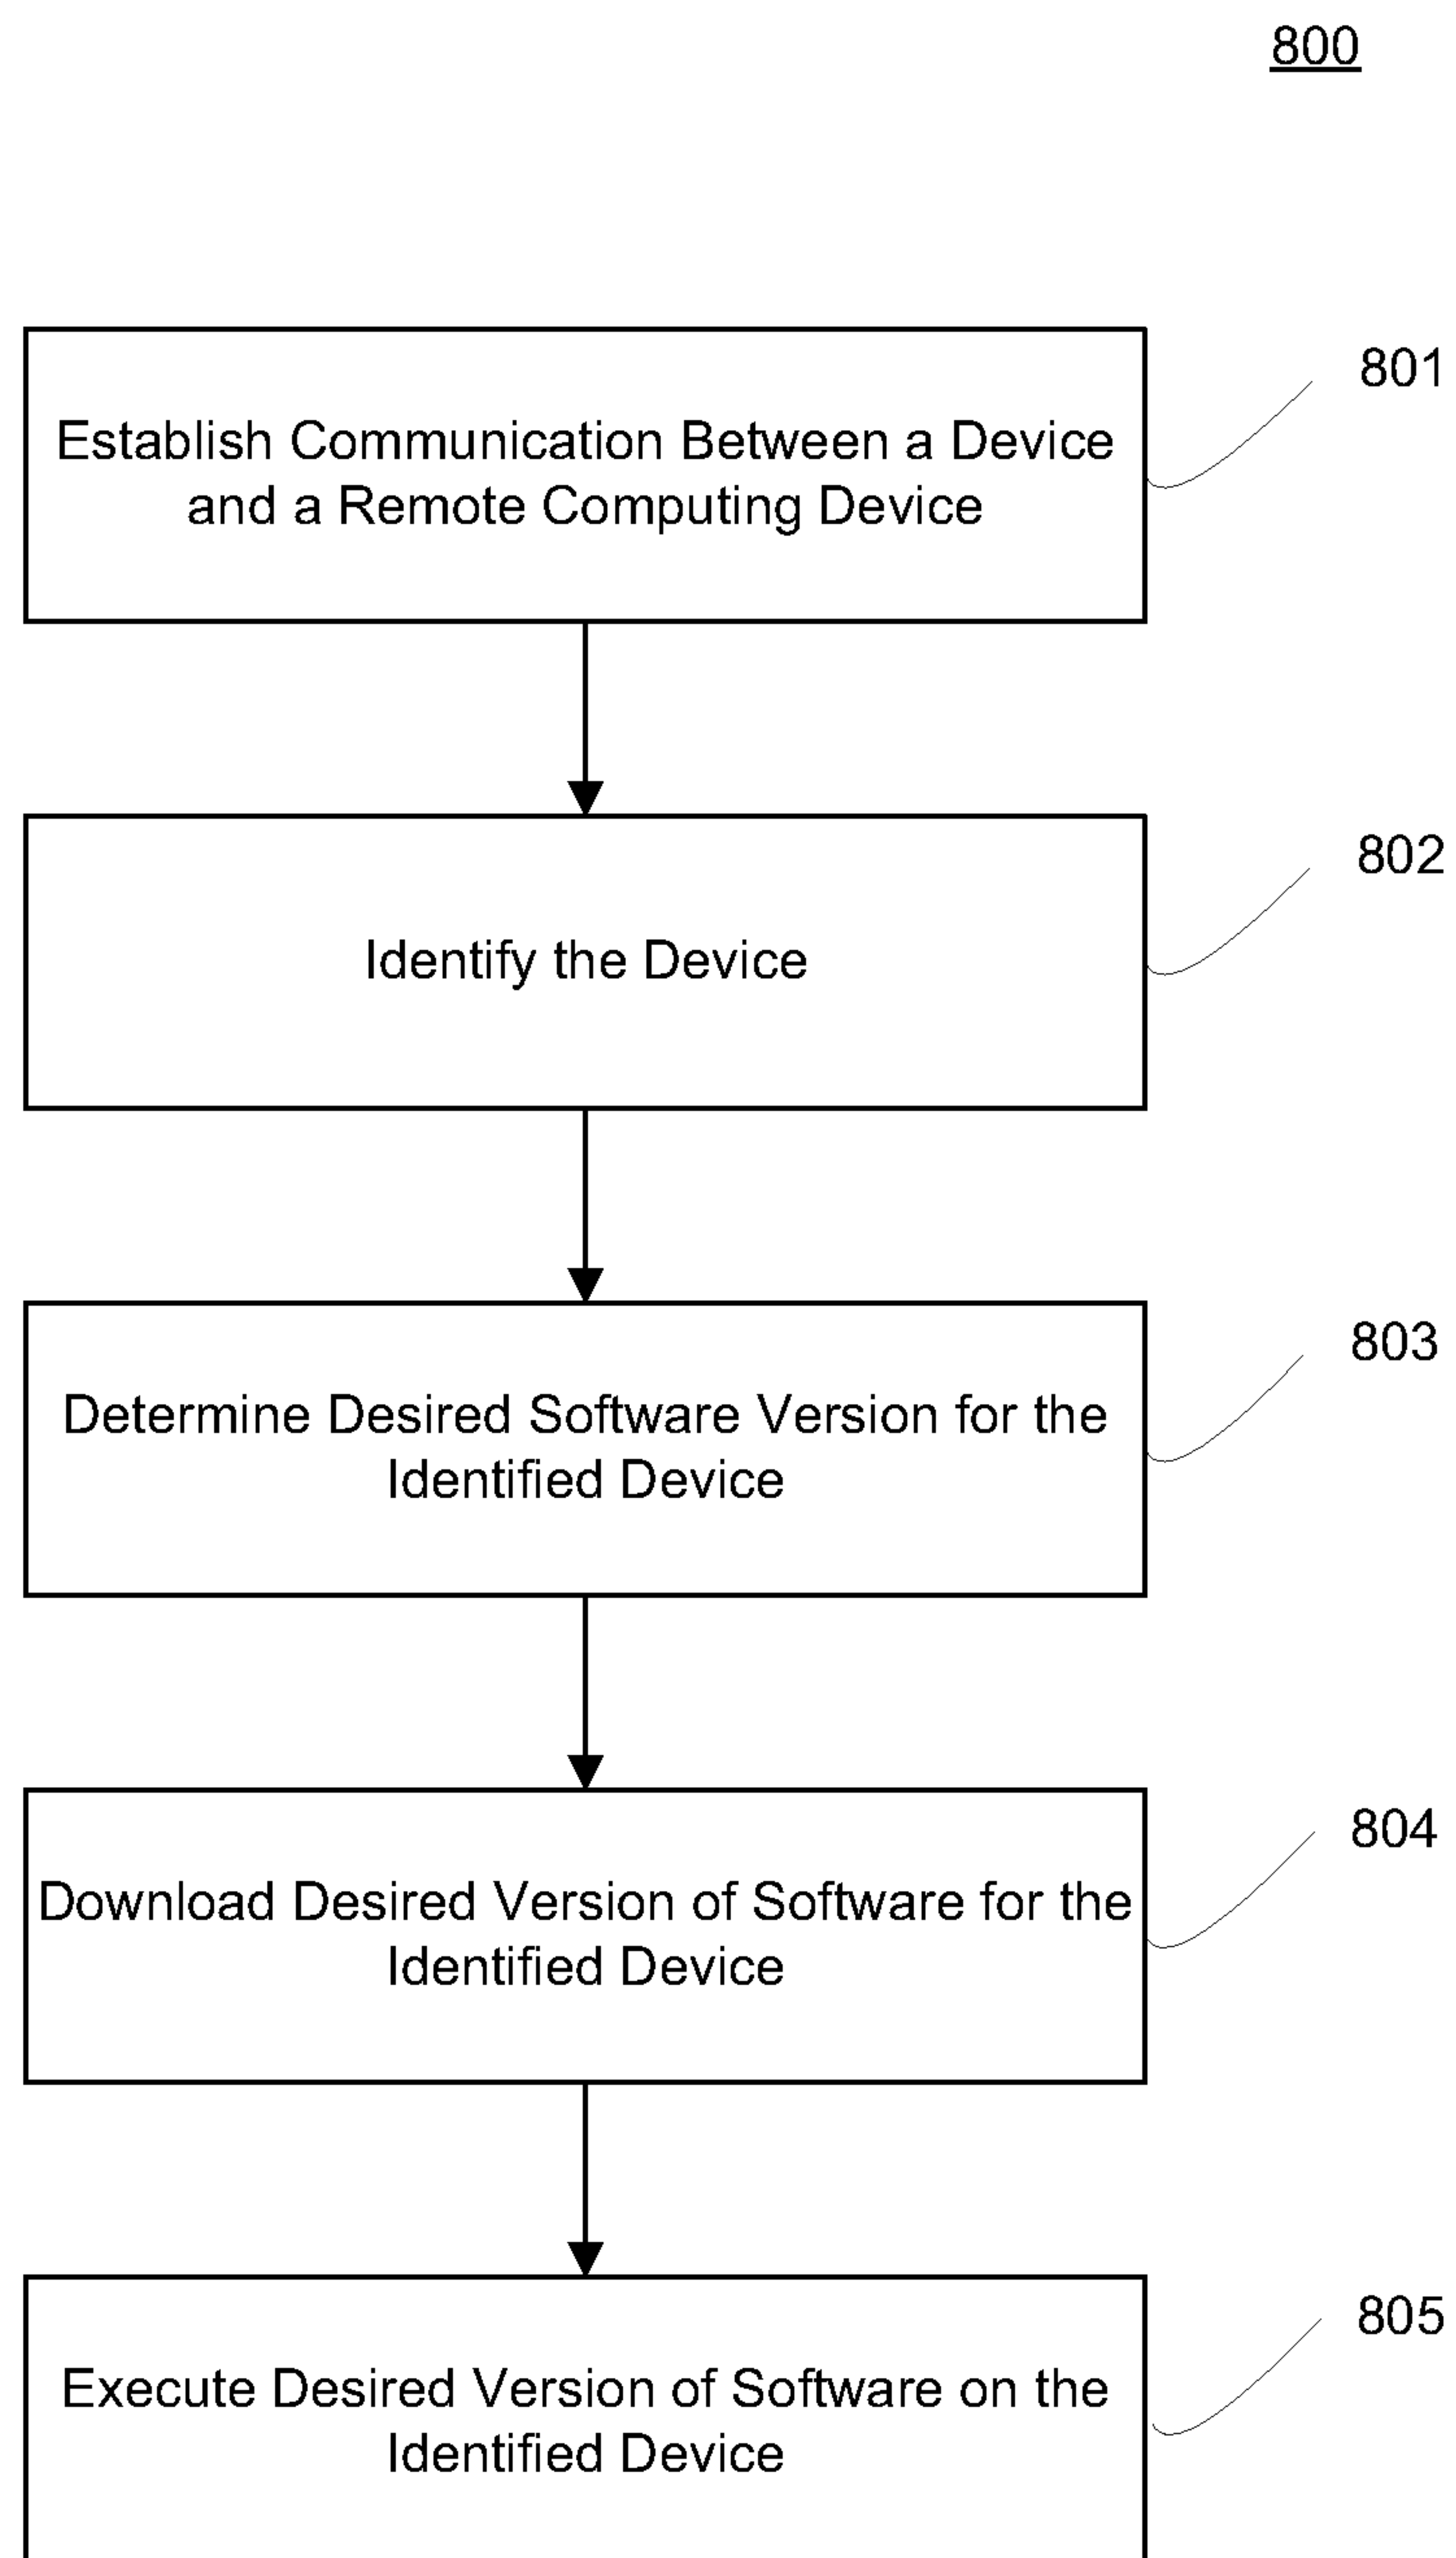 800
Establish Communication Between a Device
and a Remote Computing Device
801
Identify the Device
802
Determine Desired Software Version for the
Identified Device
803
Download Desired Version of Software for the
Identified Device
804
Execute Desired Version of Software on the
Identified Device
805